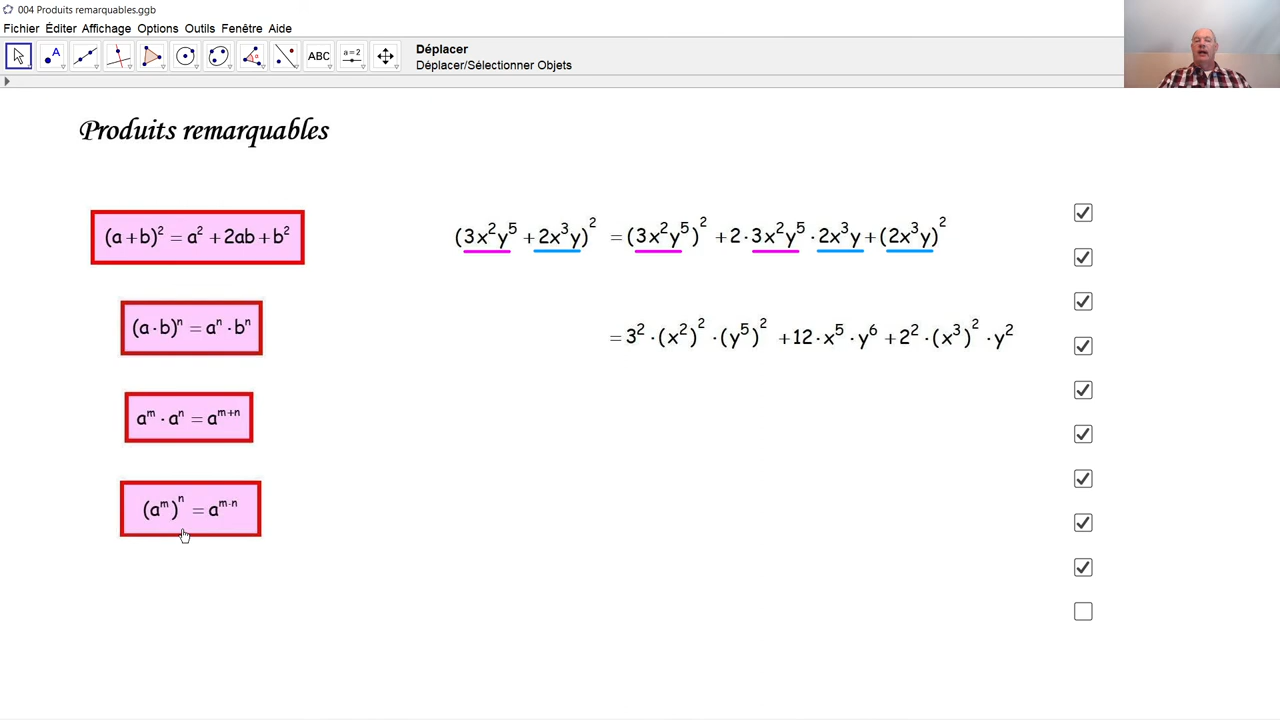 004 Produits remarquables.ggb
Fichier Éditer Affichage Options Outils Fenêtre Aide
A
ABC
a=2
Déplacer
Déplacer/Sélectionner Objets
Produits remarquables
(a+b)² = a² + 2ab + b²
(3x²y⁵ + 2x³y)² = (3x²y⁵)² + 2·3x²y⁵·2x³y + (2x³y)²
(a·b)ⁿ = aⁿ·bⁿ
= 3²·(x²)²·(y⁵)² + 12·x⁵·y⁶ + 2²·(x³)²·y²
aᵐ·aⁿ = aᵐ⁺ⁿ
(aᵐ)ⁿ = aᵐ·ⁿ